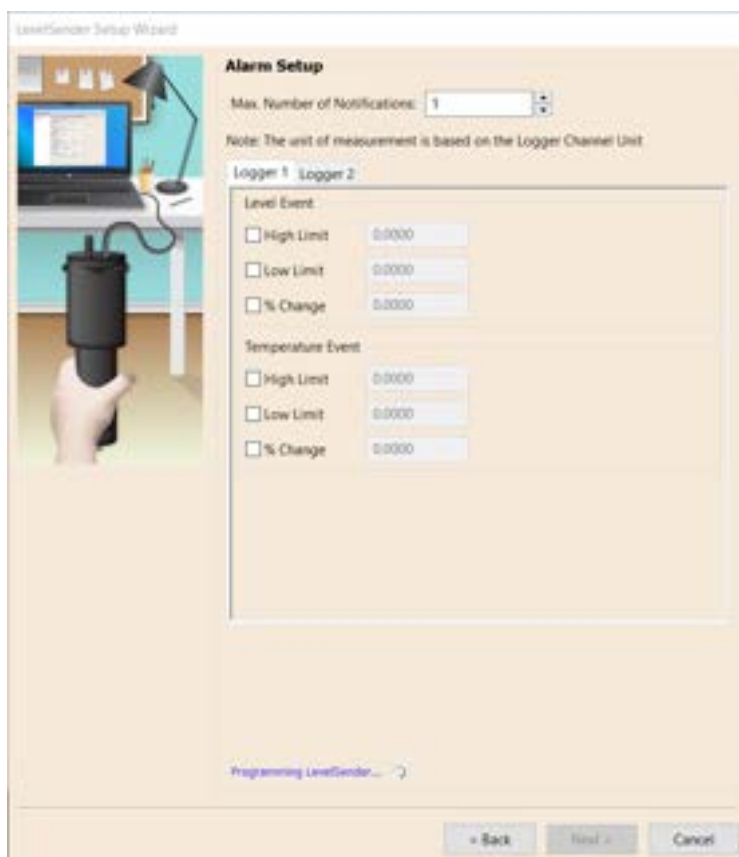 LevelSender Setup Wizard
Alarm Setup
Max. Number of Notifications: 1
Note: The unit of measurement is based on the Logger Channel Unit
Logger 1 Logger 2
Level Event
High Limit 0.0000
Low Limit 0.0000
% Change 0.0000
Temperature Event
High Limit 0.0000
Low Limit 0.0000
% Change 0.0000
Programming LevelSender...
< Back Next > Cancel